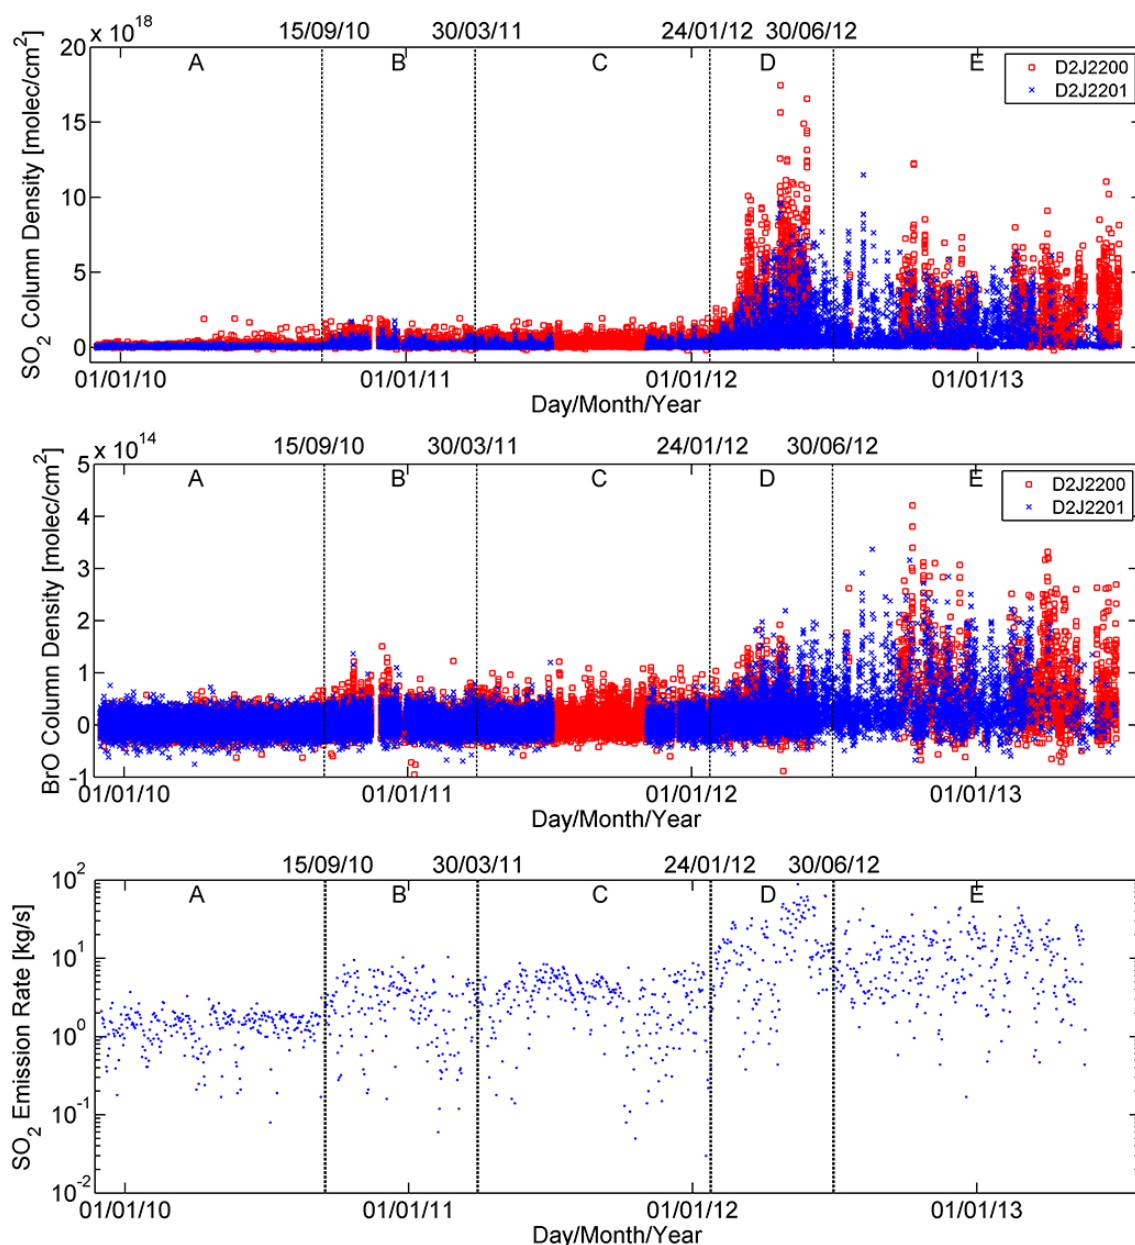 x 10^18
15/09/10 30/03/11 24/01/12 30/06/12
A B C D E
D2J2200
D2J2201
SO2 Column Density [molec/cm^2]
20
15
10
5
0
01/01/10 01/01/11 01/01/12 01/01/13
Day/Month/Year
x 10^14
15/09/10 30/03/11 24/01/12 30/06/12
A B C D E
D2J2200
D2J2201
BrO Column Density [molec/cm^2]
5
4
3
2
1
0
-1
01/01/10 01/01/11 01/01/12 01/01/13
Day/Month/Year
15/09/10 30/03/11 24/01/12 30/06/12
A B C D E
SO2 Emission Rate [kg/s]
10^2
10^1
10^0
10^-1
10^-2
01/01/10 01/01/11 01/01/12 01/01/13
Day/Month/Year